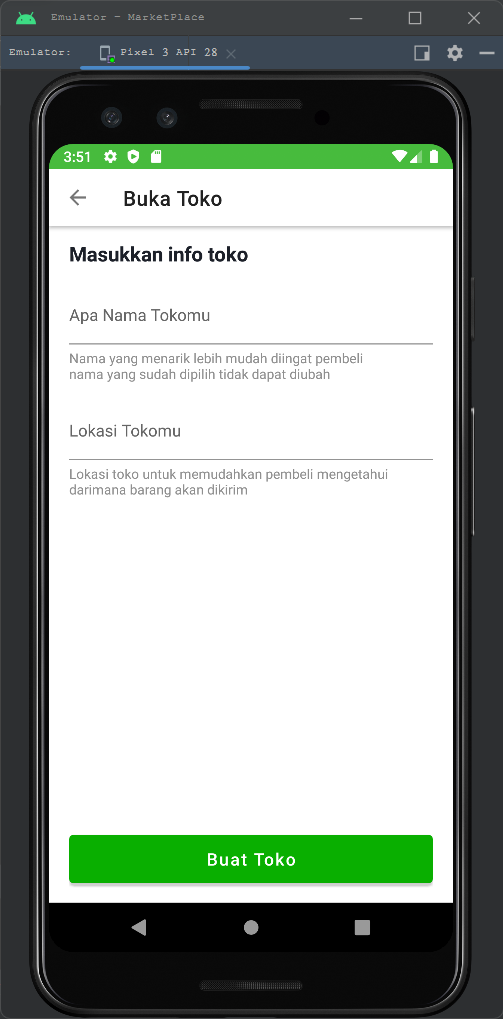 Emulator - MarketPlace
Emulator: Pixel 3 API 28
3:51
Buka Toko
Masukkan info toko
Apa Nama Tokomu
Nama yang menarik lebih mudah diingat pembeli
nama yang sudah dipilih tidak dapat diubah
Lokasi Tokomu
Lokasi toko untuk memudahkan pembeli mengetahui
darimana barang akan dikirim
Buat Toko